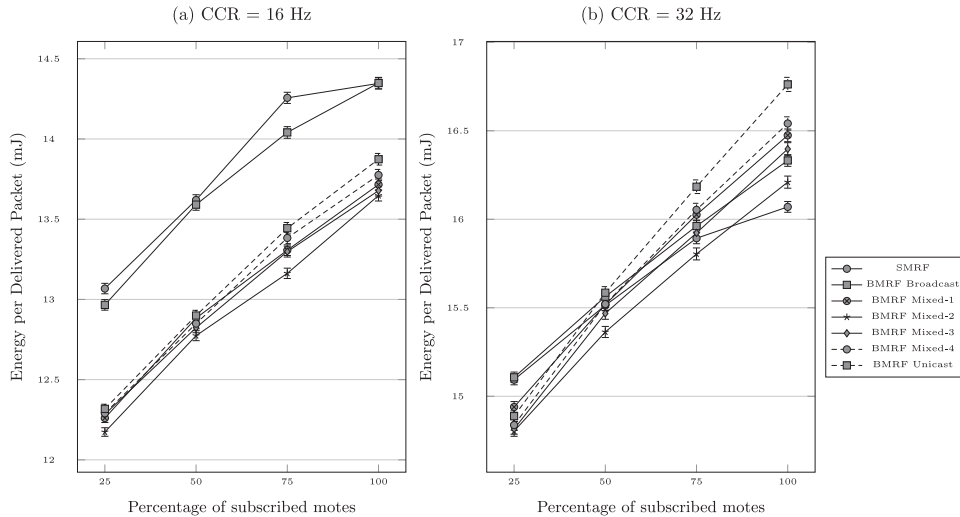 (a) CCR = 16 Hz
(b) CCR = 32 Hz
Energy per Delivered Packet (mJ)
14.5
14
13.5
13
12.5
12
25
50
75
100
Percentage of subscribed motes
Energy per Delivered Packet (mJ)
17
16.5
16
15.5
15
25
50
75
100
Percentage of subscribed motes
SMRF
BMRF Broadcast
BMRF Mixed-1
BMRF Mixed-2
BMRF Mixed-3
BMRF Mixed-4
BMRF Unicast